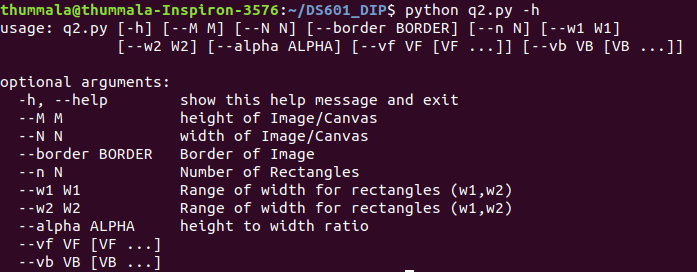 thummala@thummala-Inspiron-3576:~/DS601_DIP$ python q2.py -h
usage: q2.py [-h] [--M M] [--N N] [--border BORDER] [--n N] [--w1 W1]
             [--w2 W2] [--alpha ALPHA] [--vf VF [VF ...]] [--vb VB [VB ...]]

optional arguments:
  -h, --help         show this help message and exit
  --M M              height of Image/Canvas
  --N N              width of Image/Canvas
  --border BORDER    Border of Image
  --n N              Number of Rectangles
  --w1 W1            Range of width for rectangles (w1,w2)
  --w2 W2            Range of width for rectangles (w1,w2)
  --alpha ALPHA      height to width ratio
  --vf VF [VF ...]
  --vb VB [VB ...]